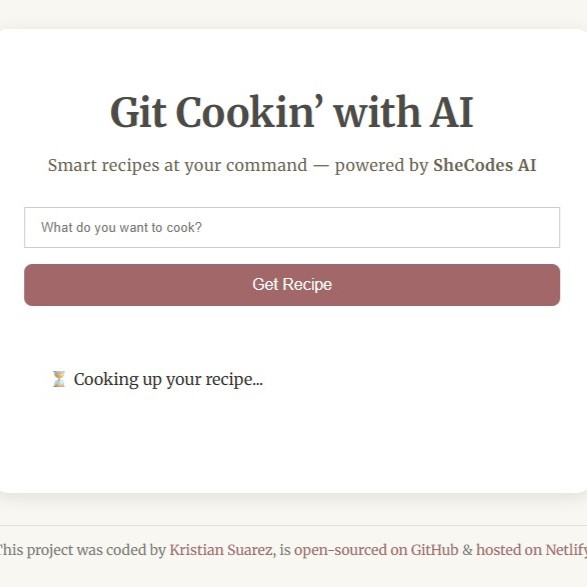 Git Cookin’ with AI
Smart recipes at your command — powered by SheCodes AI
What do you want to cook?
Get Recipe
⏳ Cooking up your recipe...
This project was coded by Kristian Suarez, is open-sourced on GitHub & hosted on Netlify